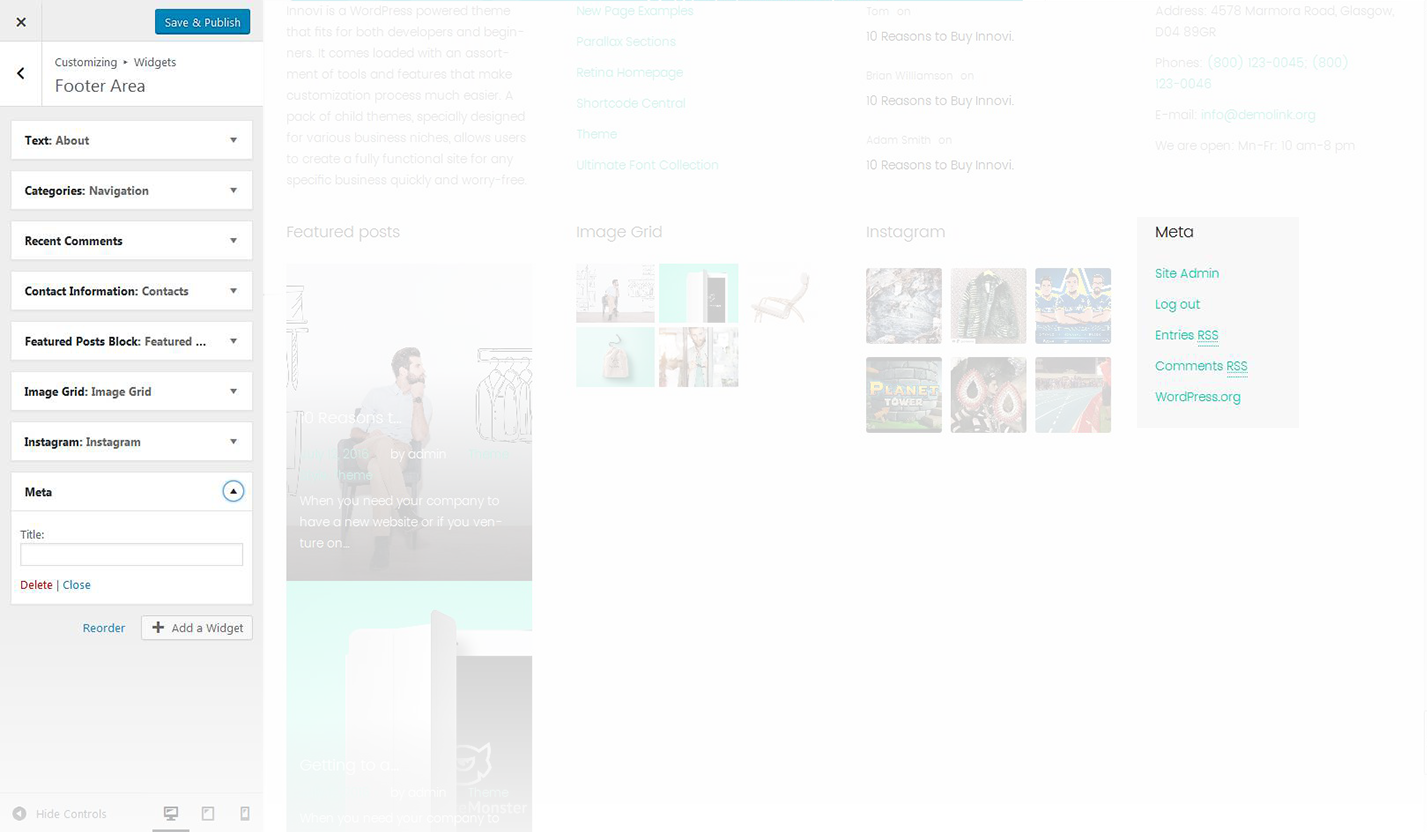 Save & Publish
Customizing ▸ Widgets
Footer Area
Text: About
Categories: Navigation
Recent Comments
Contact Information: Contacts
Featured Posts Block: Featured ...
Image Grid: Image Grid
Instagram: Instagram
Meta
Title:
Delete | Close
Reorder
Add a Widget
Hide Controls
Innovi is a WordPress powered theme
that fits for both developers and begin-
ners. It comes loaded with an assort-
ment of tools and features that make
customization process much easier. A
pack of child themes, specially designed
for various business niches, allows users
to create a fully functional site for any
specific business quickly and worry-free.
New Page Examples
Parallax Sections
Retina Homepage
Shortcode Central
Theme
Ultimate Font Collection
Tom on
10 Reasons to Buy Innovi.
Brian Williamson on
10 Reasons to Buy Innovi.
Adam Smith on
10 Reasons to Buy Innovi.
Address: 4578 Marmora Road, Glasgow,
D04 89GR
Phones: (800) 123-0045; (800)
123-0046
E-mail: info@demolink.org
We are open: Mn-Fr: 10 am-8 pm
Featured posts
10 Reasons t...
by admin
Theme
When you need your company to
have a new website or if you ven-
ture on...
Getting to a
by admin Theme
Monster
When you need your company to
Image Grid
Instagram
PLANET
TOWER
Meta
Site Admin
Log out
Entries RSS
Comments RSS
WordPress.org